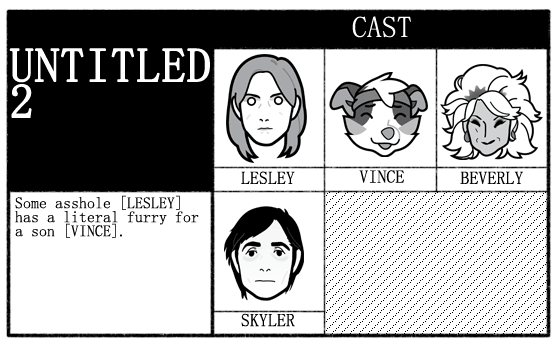 CAST
UNTITLED
2
LESLEY
VINCE
BEVERLY
Some asshole [LESLEY]
has a literal furry for
a son [VINCE].
SKYLER